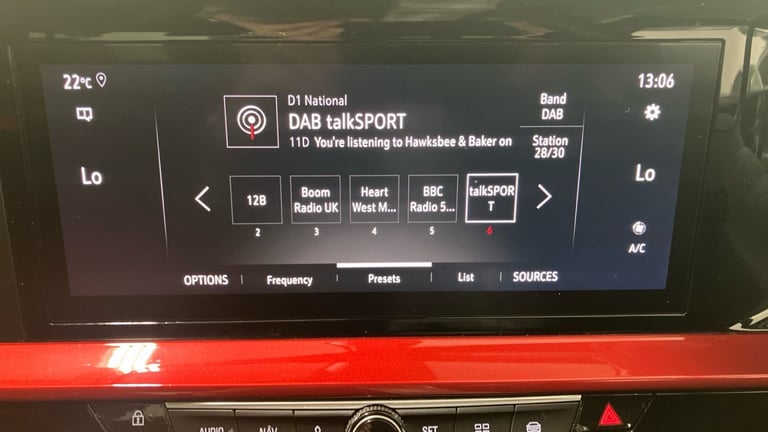 22°C
13:06
D1 National
DAB talkSPORT
11D You're listening to Hawksbee & Baker on
Band
DAB
Station
28/30
Lo
Lo
12B
Boom
Radio UK
Heart
West M...
BBC
Radio 5...
talkSPOR
T
2
3
4
5
6
A/C
OPTIONS
Frequency
Presets
List
SOURCES
AUDIO
NAV
SET